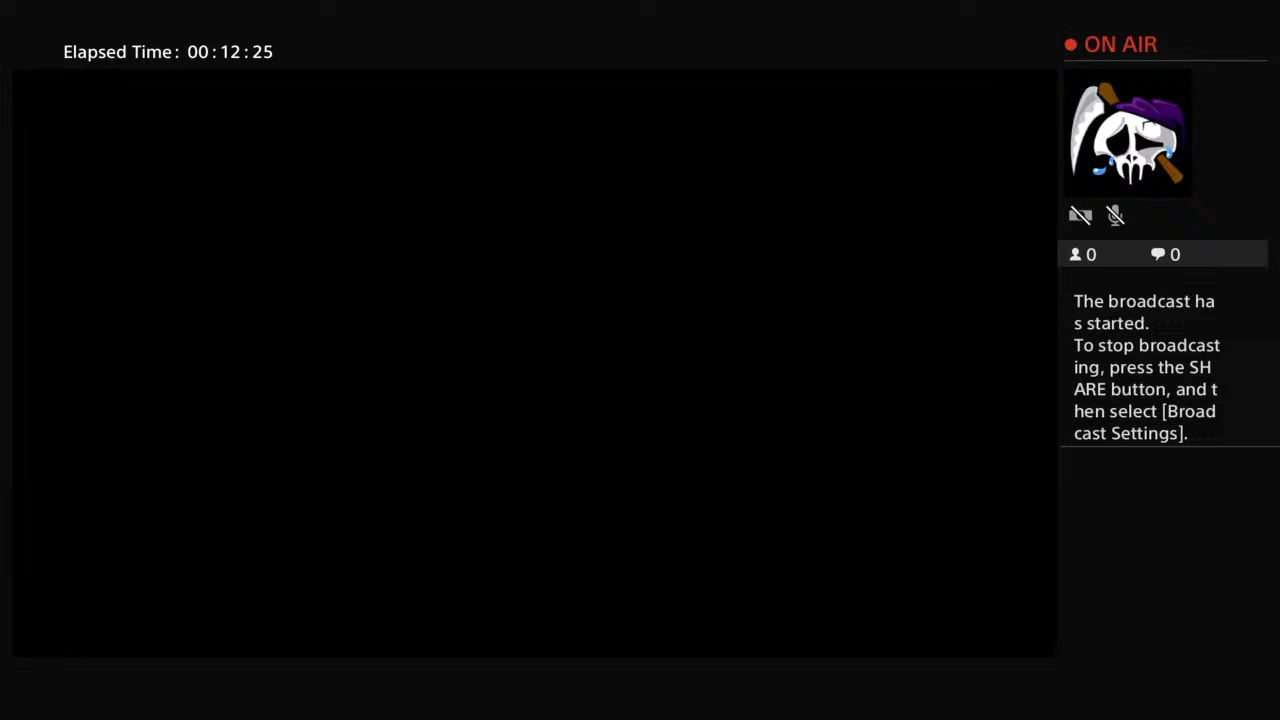 Elapsed Time: 00:12:25
ON AIR
0 0
The broadcast ha
s started.
To stop broadcast
ing, press the SH
ARE button, and t
hen select [Broad
cast Settings].